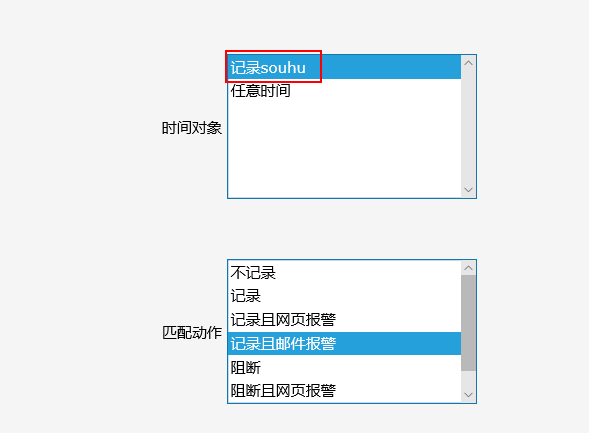 记录souhu
任意时间
时间对象
不记录
记录
记录且网页报警
匹配动作
记录且邮件报警
阻断
阻断且网页报警